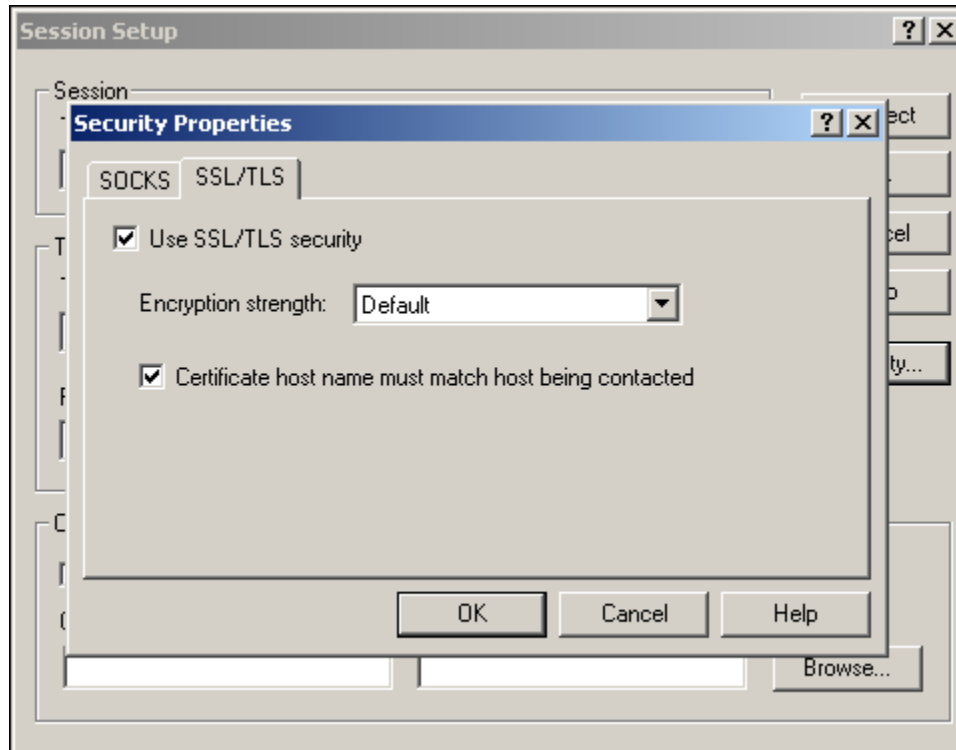 Session Setup
Session
Security Properties
SOCKS
SSL/TLS
Use SSL/TLS security
Encryption strength:
Default
Certificate host name must match host being contacted
OK
Cancel
Help
Browse...